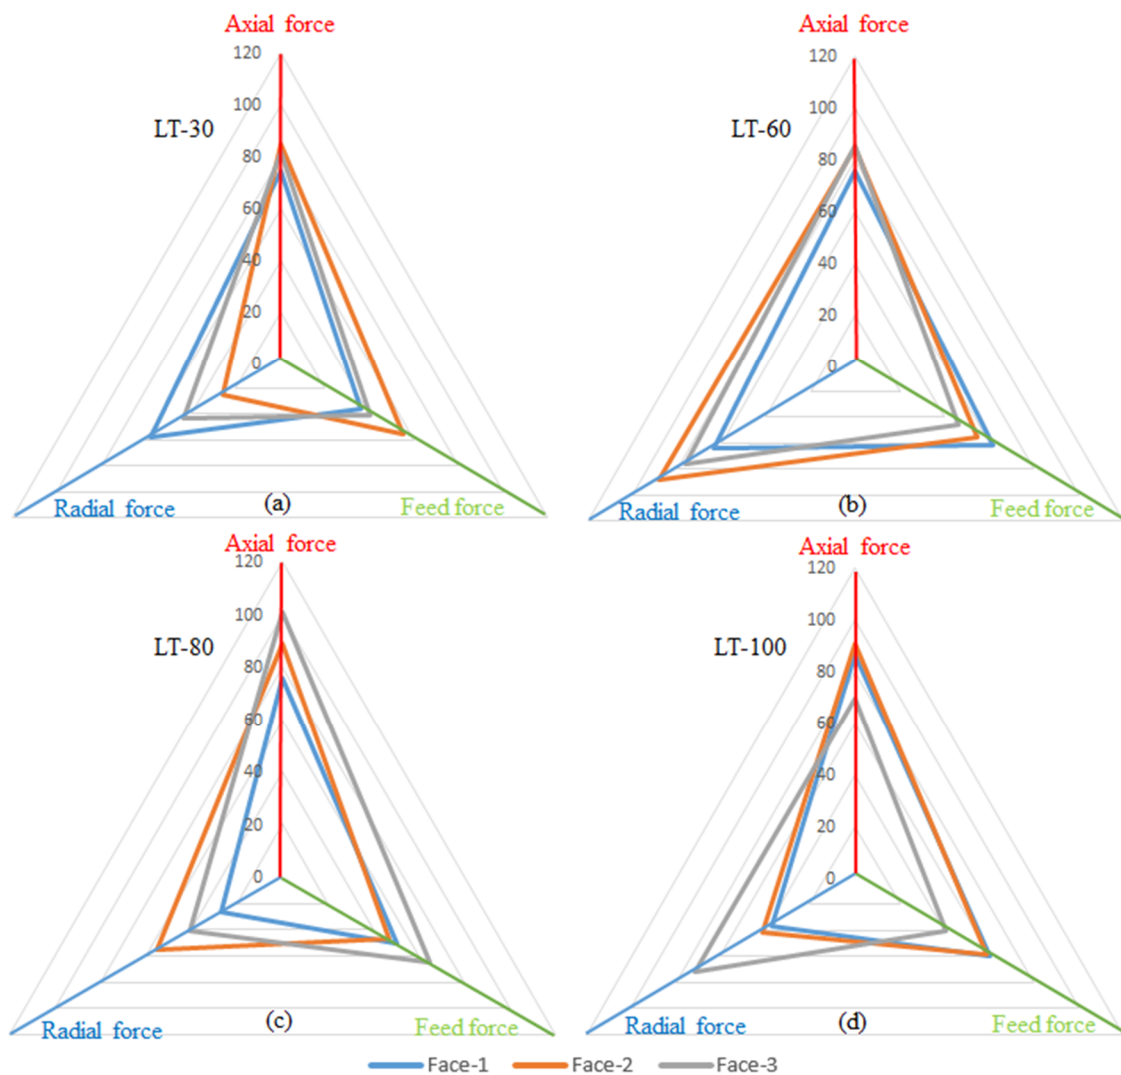 Axial force
120
LT-30
100
80
60
40
20
0
Radial force
(a)
Feed force
Axial force
120
LT-60
100
80
60
40
20
0
Radial force
(b)
Feed force
Axial force
120
100
LT-80
80
60
40
20
0
Radial force
(c)
Feed force
Axial force
120
100
LT-100
80
60
40
20
0
Radial force
(d)
Feed force
Face-1 Face-2 Face-3